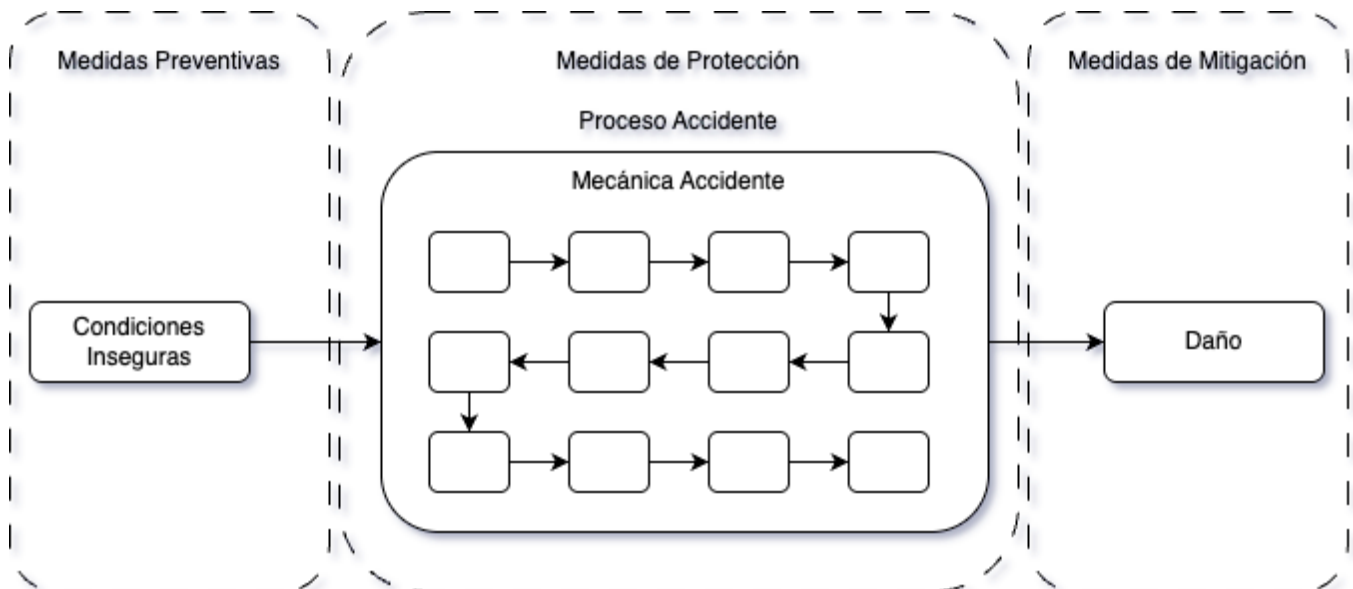 Medidas Preventivas
Medidas de Protección
Medidas de Mitigación
Proceso Accidente
Mecánica Accidente
Condiciones
Inseguras
Daño